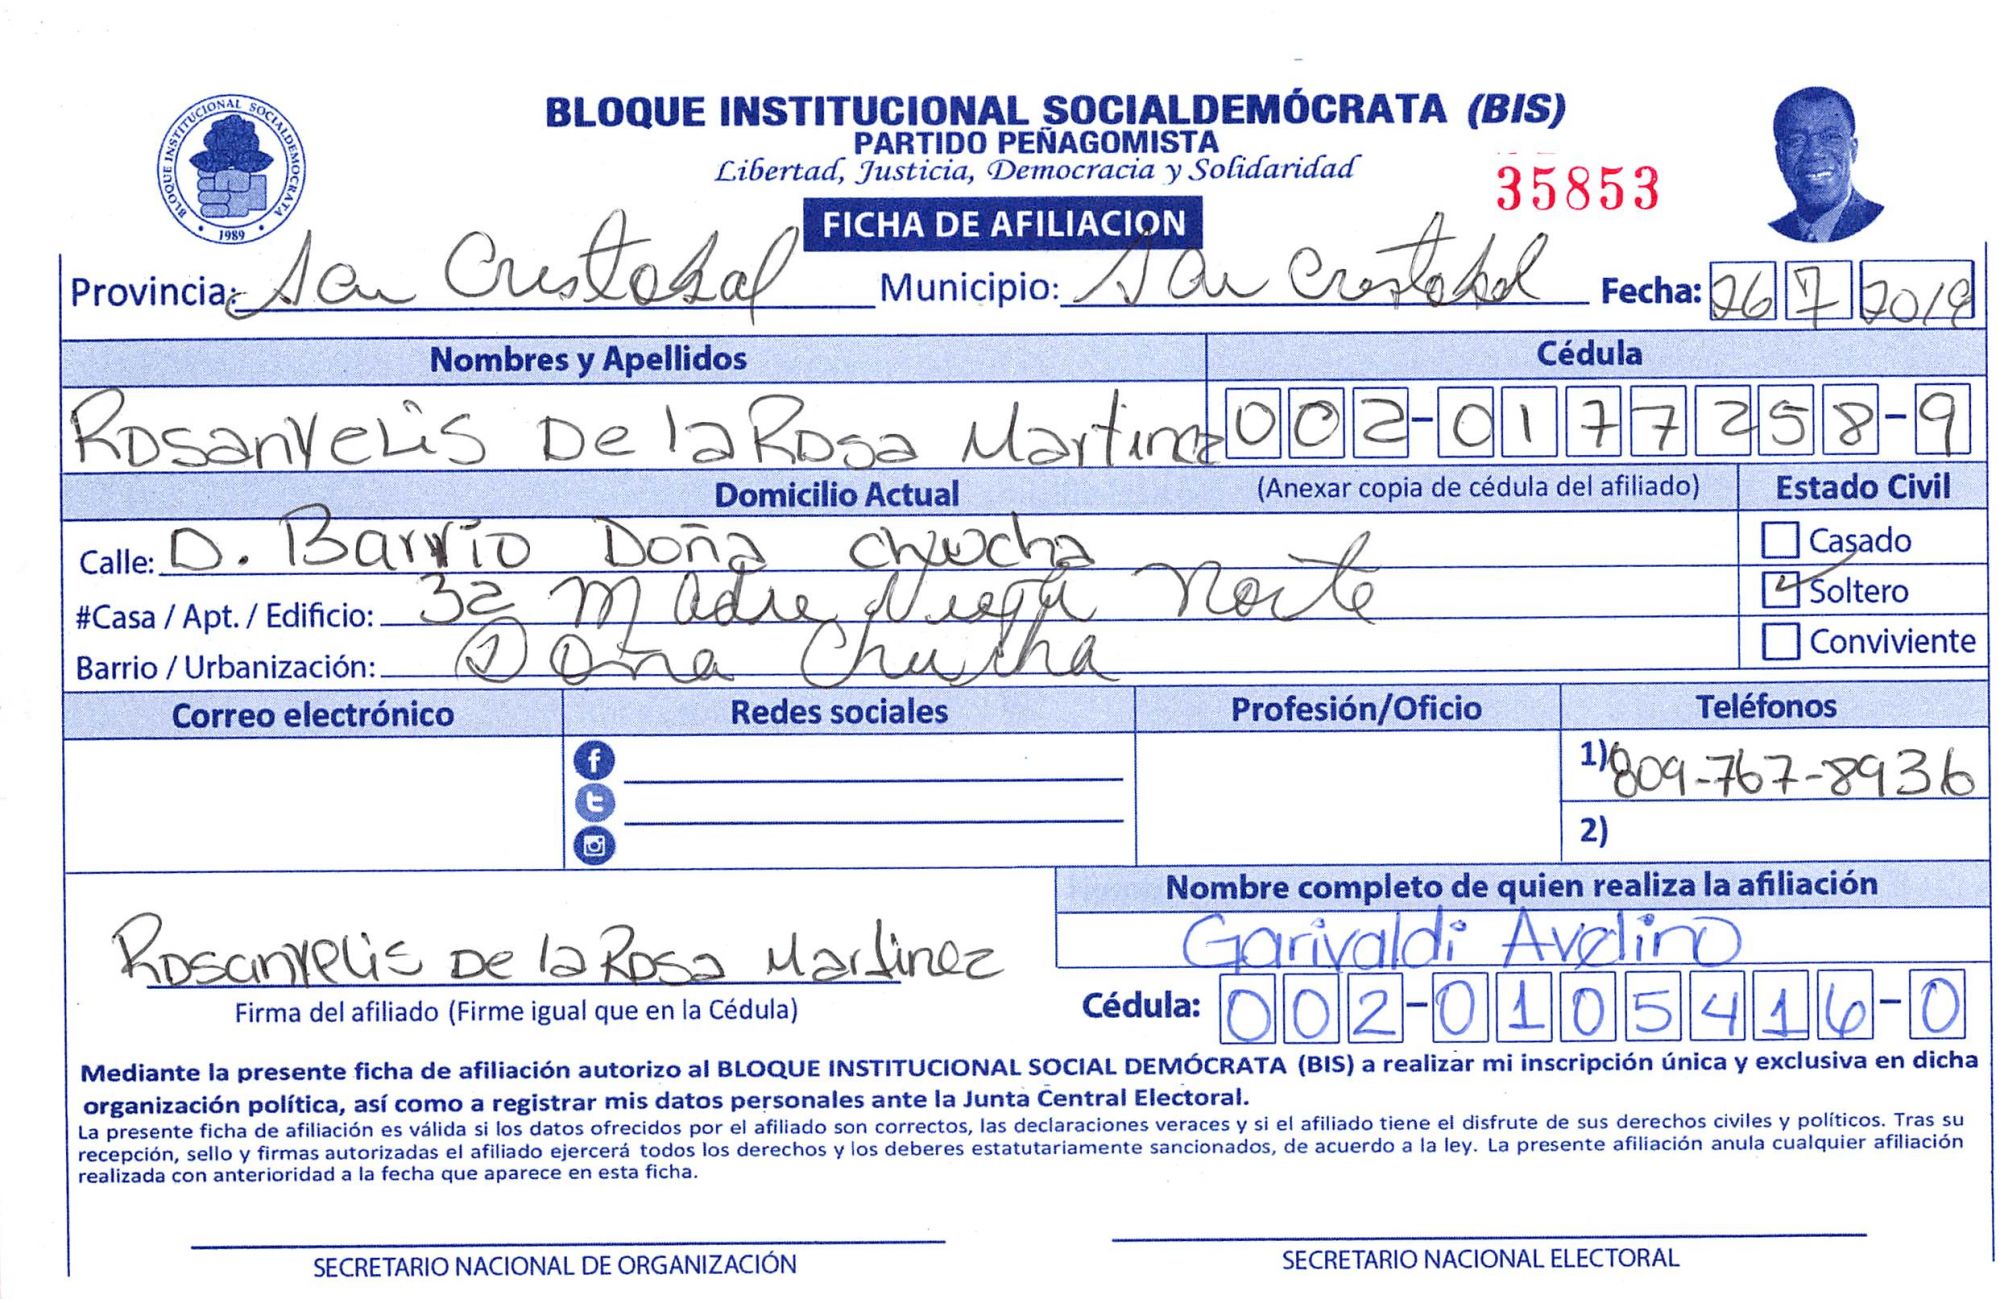 BLOQUE INSTITUCIONAL SOCIALDEMOCRATA
1989
BLOQUE INSTITUCIONAL SOCIALDEMÓCRATA (BIS)
PARTIDO PEÑAGOMISTA
Libertad, Justicia, Democracia y Solidaridad
35853
FICHA DE AFILIACION
Provincia: San Cristobal Municipio: San Cristobal Fecha: 26 7 2019
Nombres y Apellidos Cédula
Rosanyelis De la Rosa Martinez 002-0177258-9
Domicilio Actual (Anexar copia de cédula del afiliado) Estado Civil
Calle: D. Barrio Doña chucha Casado
#Casa / Apt. / Edificio: 32 Madre Vieja Norte Soltero
Barrio / Urbanización: Doña Chucha Conviviente
Correo electrónico Redes sociales Profesión/Oficio Teléfonos
1) 809-767-8936
2)
Nombre completo de quien realiza la afiliación
Garivaldi Avelino
Rosanyelis De la Rosa Martinez
Firma del afiliado (Firme igual que en la Cédula) Cédula: 002-0105416-0
Mediante la presente ficha de afiliación autorizo al BLOQUE INSTITUCIONAL SOCIAL DEMÓCRATA (BIS) a realizar mi inscripción única y exclusiva en dicha
organización política, así como a registrar mis datos personales ante la Junta Central Electoral.
La presente ficha de afiliación es válida si los datos ofrecidos por el afiliado son correctos, las declaraciones veraces y si el afiliado tiene el disfrute de sus derechos civiles y políticos. Tras su
recepción, sello y firmas autorizadas el afiliado ejercerá todos los derechos y los deberes estatutariamente sancionados, de acuerdo a la ley. La presente afiliación anula cualquier afiliación
realizada con anterioridad a la fecha que aparece en esta ficha.
SECRETARIO NACIONAL DE ORGANIZACIÓN SECRETARIO NACIONAL ELECTORAL